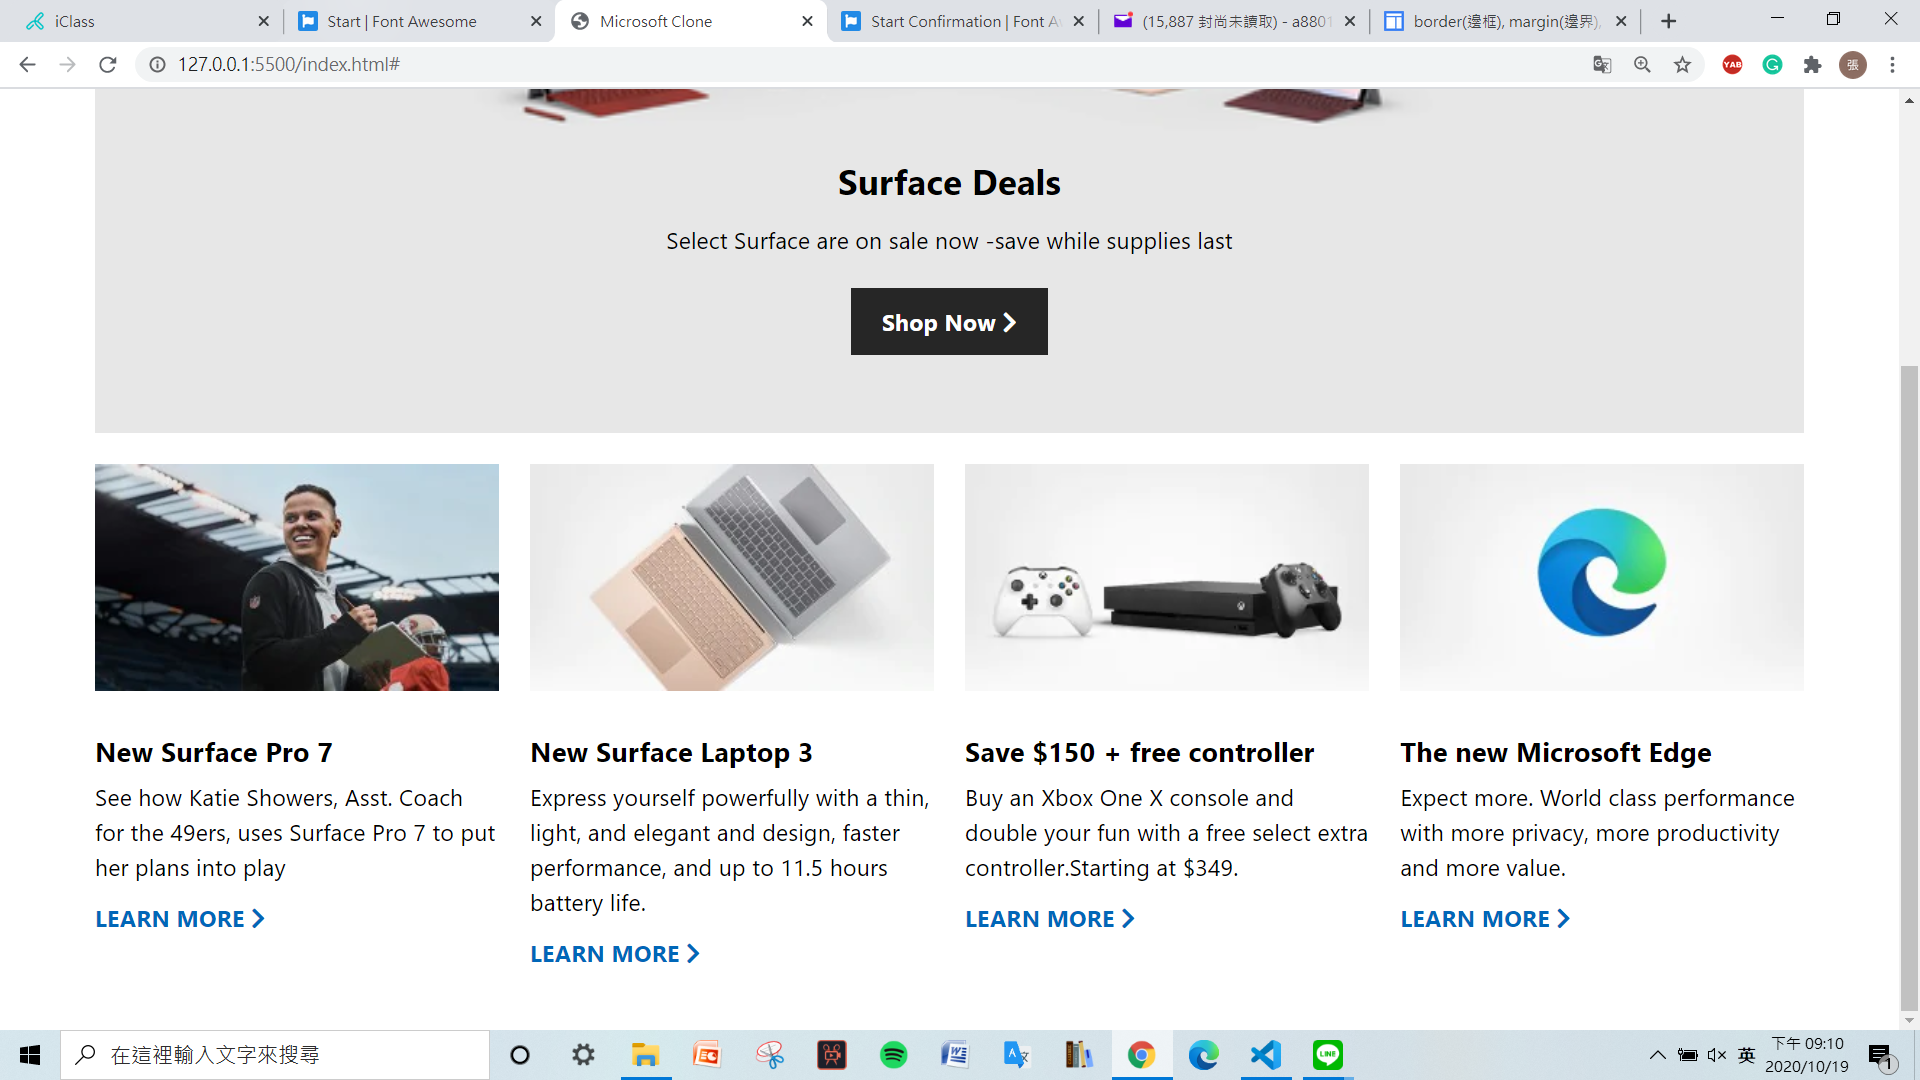 iClass
Start | Font Awesome
Microsoft Clone
Start Confirmation | Font A
(15,887 封尚未讀取) - a8801
border(邊框), margin(邊界),
127.0.0.1:5500/index.html#
YAB
張
Surface Deals
Select Surface are on sale now -save while supplies last
Shop Now
New Surface Pro 7
See how Katie Showers, Asst. Coach
for the 49ers, uses Surface Pro 7 to put
her plans into play
LEARN MORE
New Surface Laptop 3
Express yourself powerfully with a thin,
light, and elegant and design, faster
performance, and up to 11.5 hours
battery life.
LEARN MORE
Save $150 + free controller
Buy an Xbox One X console and
double your fun with a free select extra
controller.Starting at $349.
LEARN MORE
The new Microsoft Edge
Expect more. World class performance
with more privacy, more productivity
and more value.
LEARN MORE
在這裡輸入文字來搜尋
LINE
英
下午 09:10
2020/10/19
1